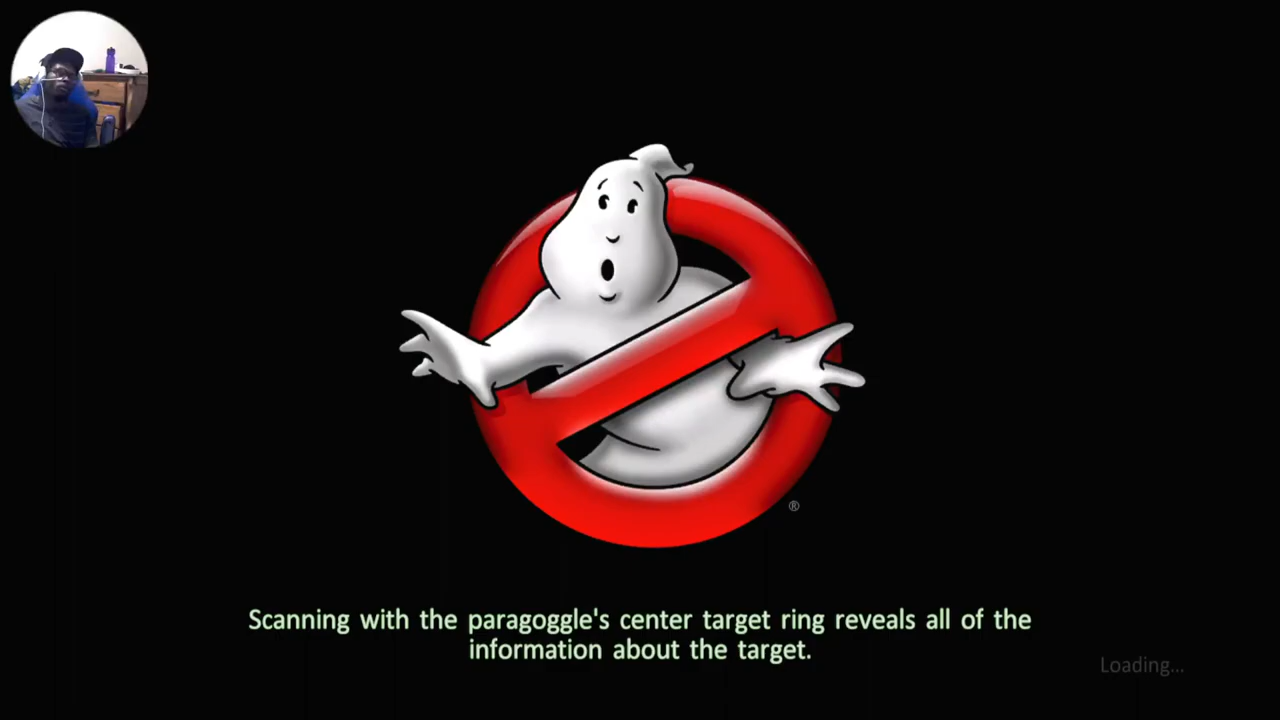 ®
Scanning with the paragoggle's center target ring reveals all of the
information about the target.
Loading...